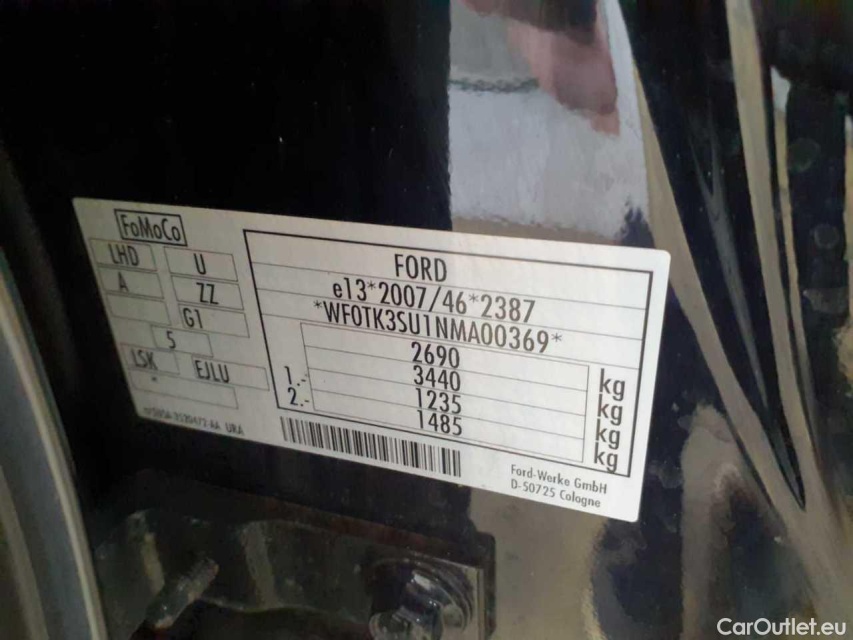 FoMoCo
LHD U
A ZZ
G1
5
LSK EJLU
URA
FORD
e13*2007/46*2387
*WF0TK3SU1NMA00369*
2690 kg
3440 kg
1.- 1235 kg
2.- 1485 kg
Ford-Werke GmbH
D-50725 Cologne
CarOutlet.eu